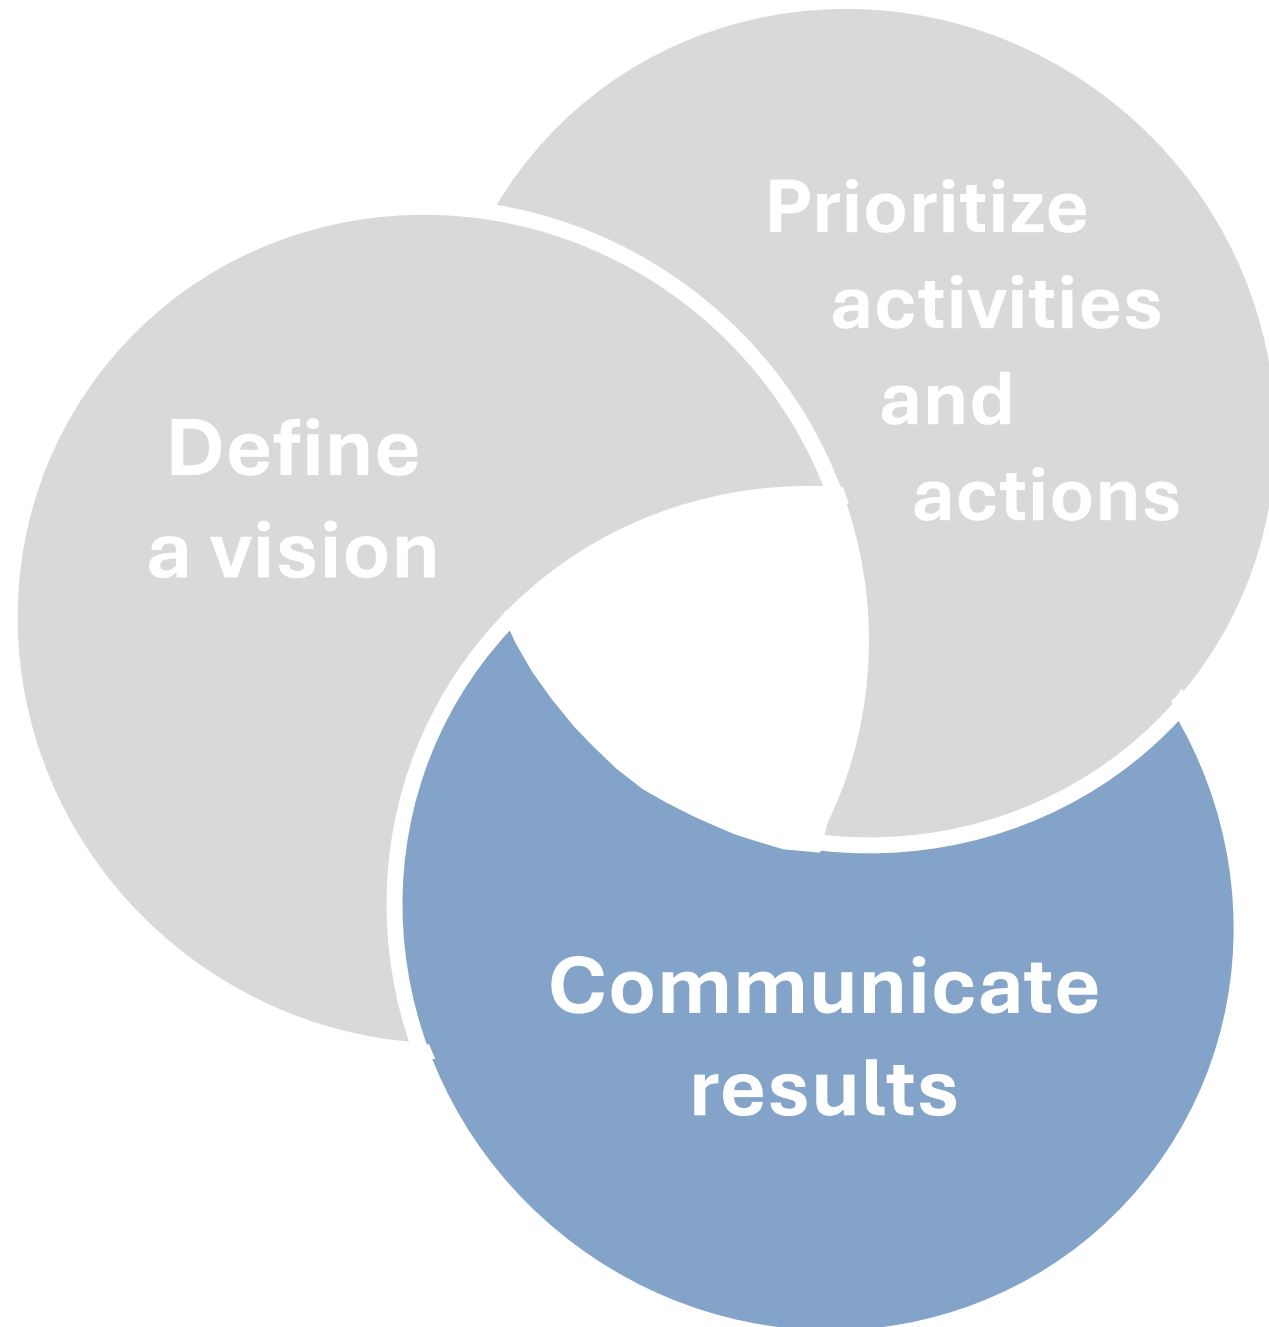 Define
a vision
Prioritize
activities
and
actions
Communicate
results